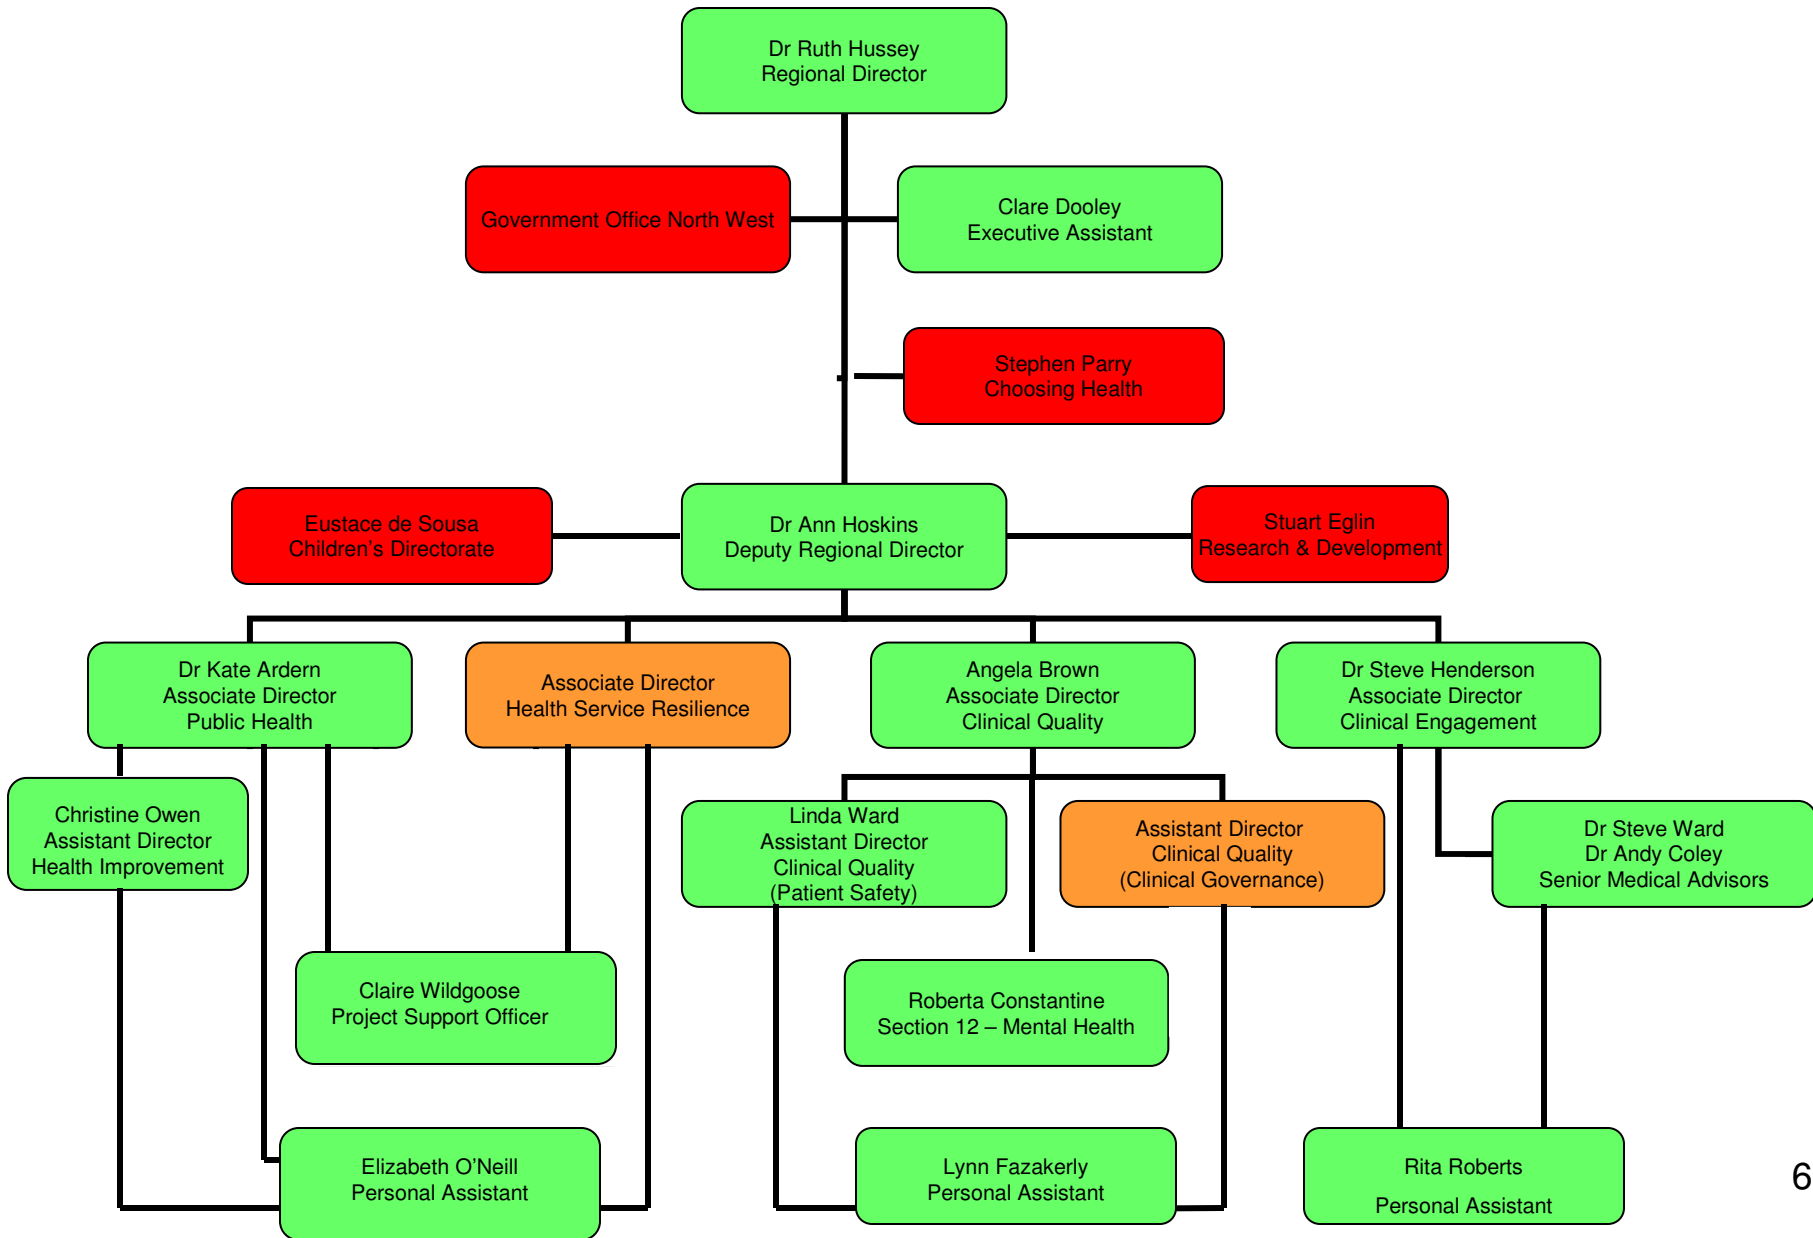 Dr Ruth Hussey
Regional Director
Government Office North West
Clare Dooley
Executive Assistant
Stephen Parry
Choosing Health
Eustace de Sousa
Children's Directorate
Dr Ann Hoskins
Deputy Regional Director
Stuart Eglin
Research & Development
Dr Kate Ardern
Associate Director
Public Health
Associate Director
Health Service Resilience
Angela Brown
Associate Director
Clinical Quality
Dr Steve Henderson
Associate Director
Clinical Engagement
Christine Owen
Assistant Director
Health Improvement
Linda Ward
Assistant Director
Clinical Quality
(Patient Safety)
Assistant Director
Clinical Quality
(Clinical Governance)
Dr Steve Ward
Dr Andy Coley
Senior Medical Advisors
Claire Wildgoose
Project Support Officer
Roberta Constantine
Section 12 – Mental Health
Elizabeth O'Neill
Personal Assistant
Lynn Fazakerly
Personal Assistant
Rita Roberts
Personal Assistant
6